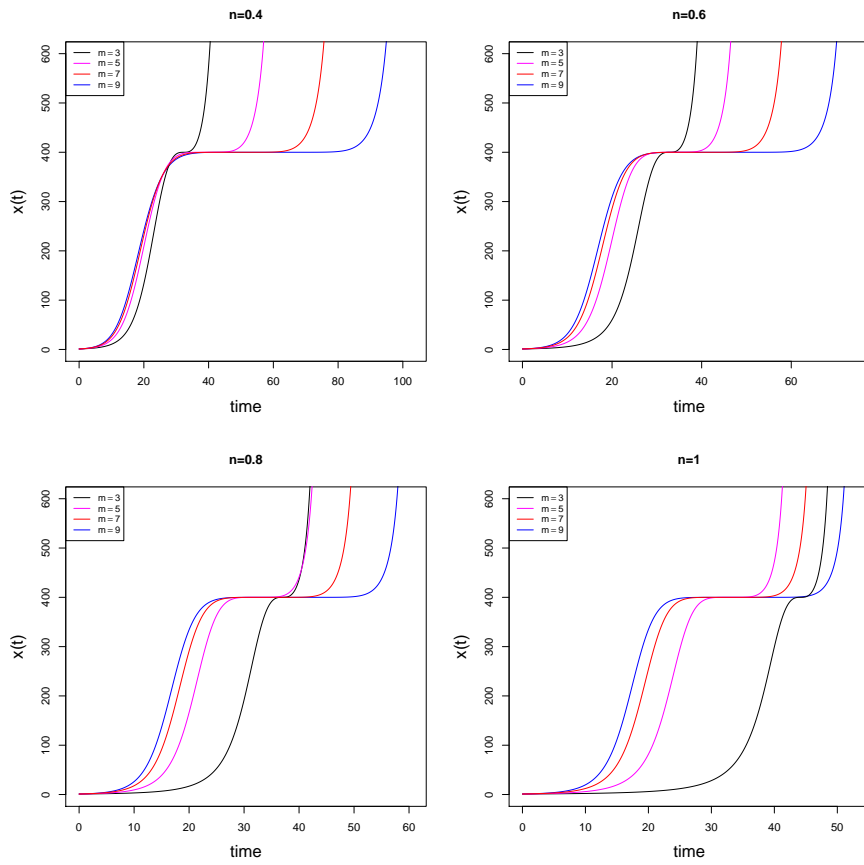 n=0.4
m = 3
m = 5
m = 7
m = 9
x(t)
0 100 200 300 400 500 600
0 20 40 60 80 100
time
n=0.6
m = 3
m = 5
m = 7
m = 9
x(t)
0 100 200 300 400 500 600
0 20 40 60
time
n=0.8
m = 3
m = 5
m = 7
m = 9
x(t)
0 100 200 300 400 500 600
0 10 20 30 40 50 60
time
n=1
m = 3
m = 5
m = 7
m = 9
x(t)
0 100 200 300 400 500 600
0 10 20 30 40 50
time